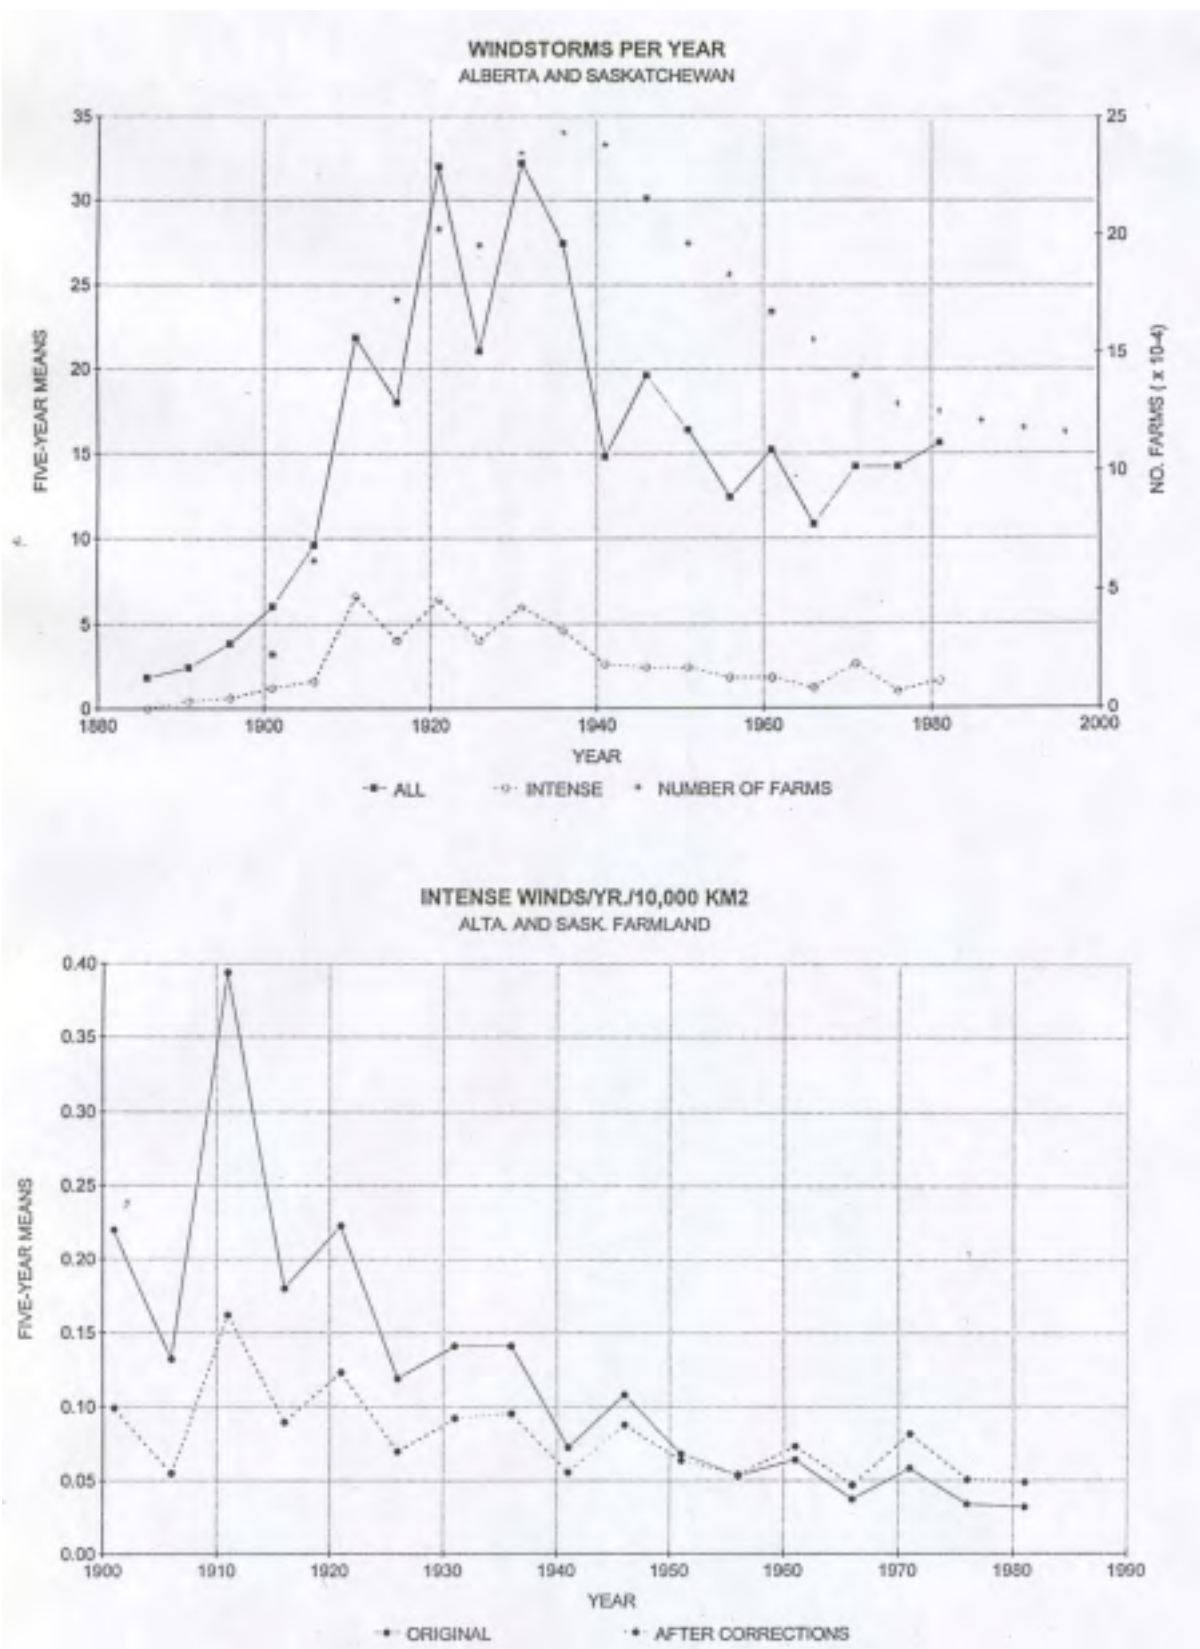 WINDSTORMS PER YEAR
ALBERTA AND SASKATCHEWAN
35
30
25
20
15
10
5
0
FIVE-YEAR MEANS
25
20
15
10
5
0
NO. FARMS ( x 10-4)
1880 1900 1920 1940 1960 1980 2000
YEAR
ALL INTENSE NUMBER OF FARMS
INTENSE WINDS/YR./10,000 KM2
ALTA. AND SASK. FARMLAND
0.40
0.35
0.30
0.25
0.20
0.15
0.10
0.05
0.00
FIVE-YEAR MEANS
1900 1910 1920 1930 1940 1950 1960 1970 1980 1990
YEAR
ORIGINAL AFTER CORRECTIONS